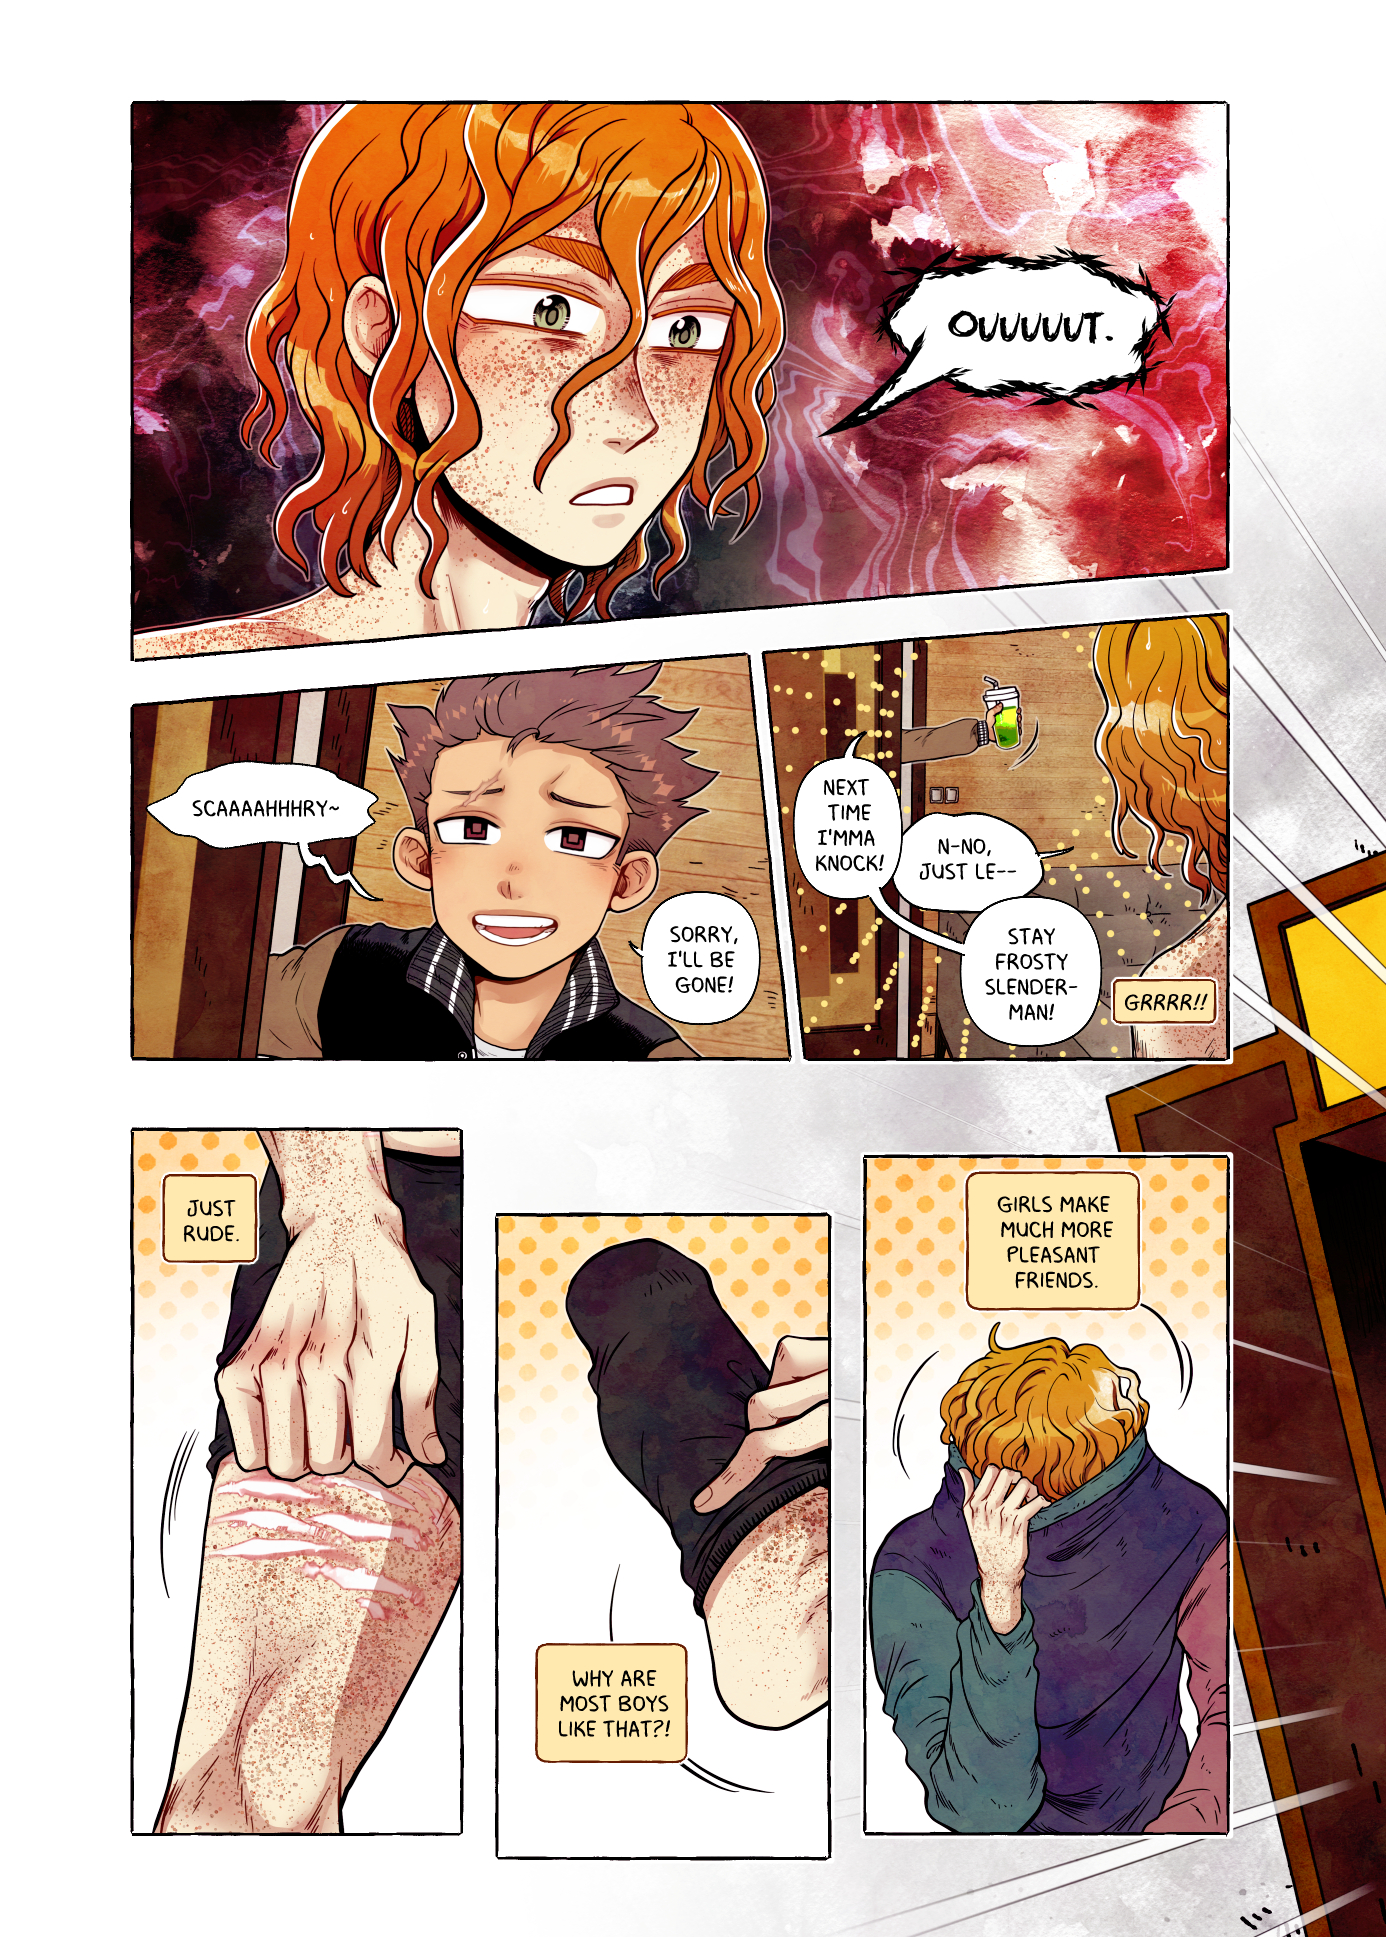 OUUUUUT.
SCAAAAHHHRY~
SORRY,
I'LL BE
GONE!
NEXT
TIME
I'MMA
KNOCK!
N-NO,
JUST LE--
STAY
FROSTY
SLENDER-
MAN!
GRRRR!!
JUST
RUDE.
WHY ARE
MOST BOYS
LIKE THAT?!
GIRLS MAKE
MUCH MORE
PLEASANT
FRIENDS.